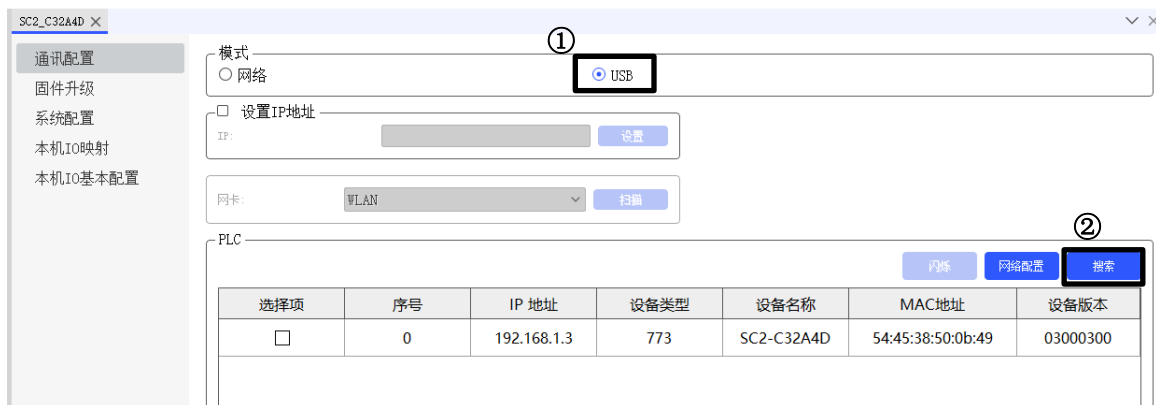 SC2_C32A4D
通讯配置
固件升级
系统配置
本机IO映射
本机IO基本配置
①
模式
网络
USB
设置IP地址
IP:
设置
网卡:
WLAN
扫描
②
PLC
闪烁 网络配置 搜索
选择项 序号 IP 地址 设备类型 设备名称 MAC地址 设备版本
0 192.168.1.3 773 SC2-C32A4D 54:45:38:50:0b:49 03000300